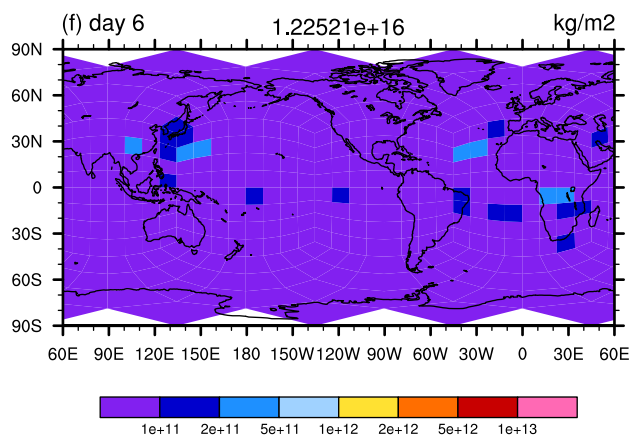 (f) day 6 1.22521e+16 kg/m2
90N
60N
30N
0
30S
60S
90S
60E 90E 120E 150E 180 150W 120W 90W 60W 30W 0 30E 60E
1e+11 2e+11 5e+11 1e+12 2e+12 5e+12 1e+13